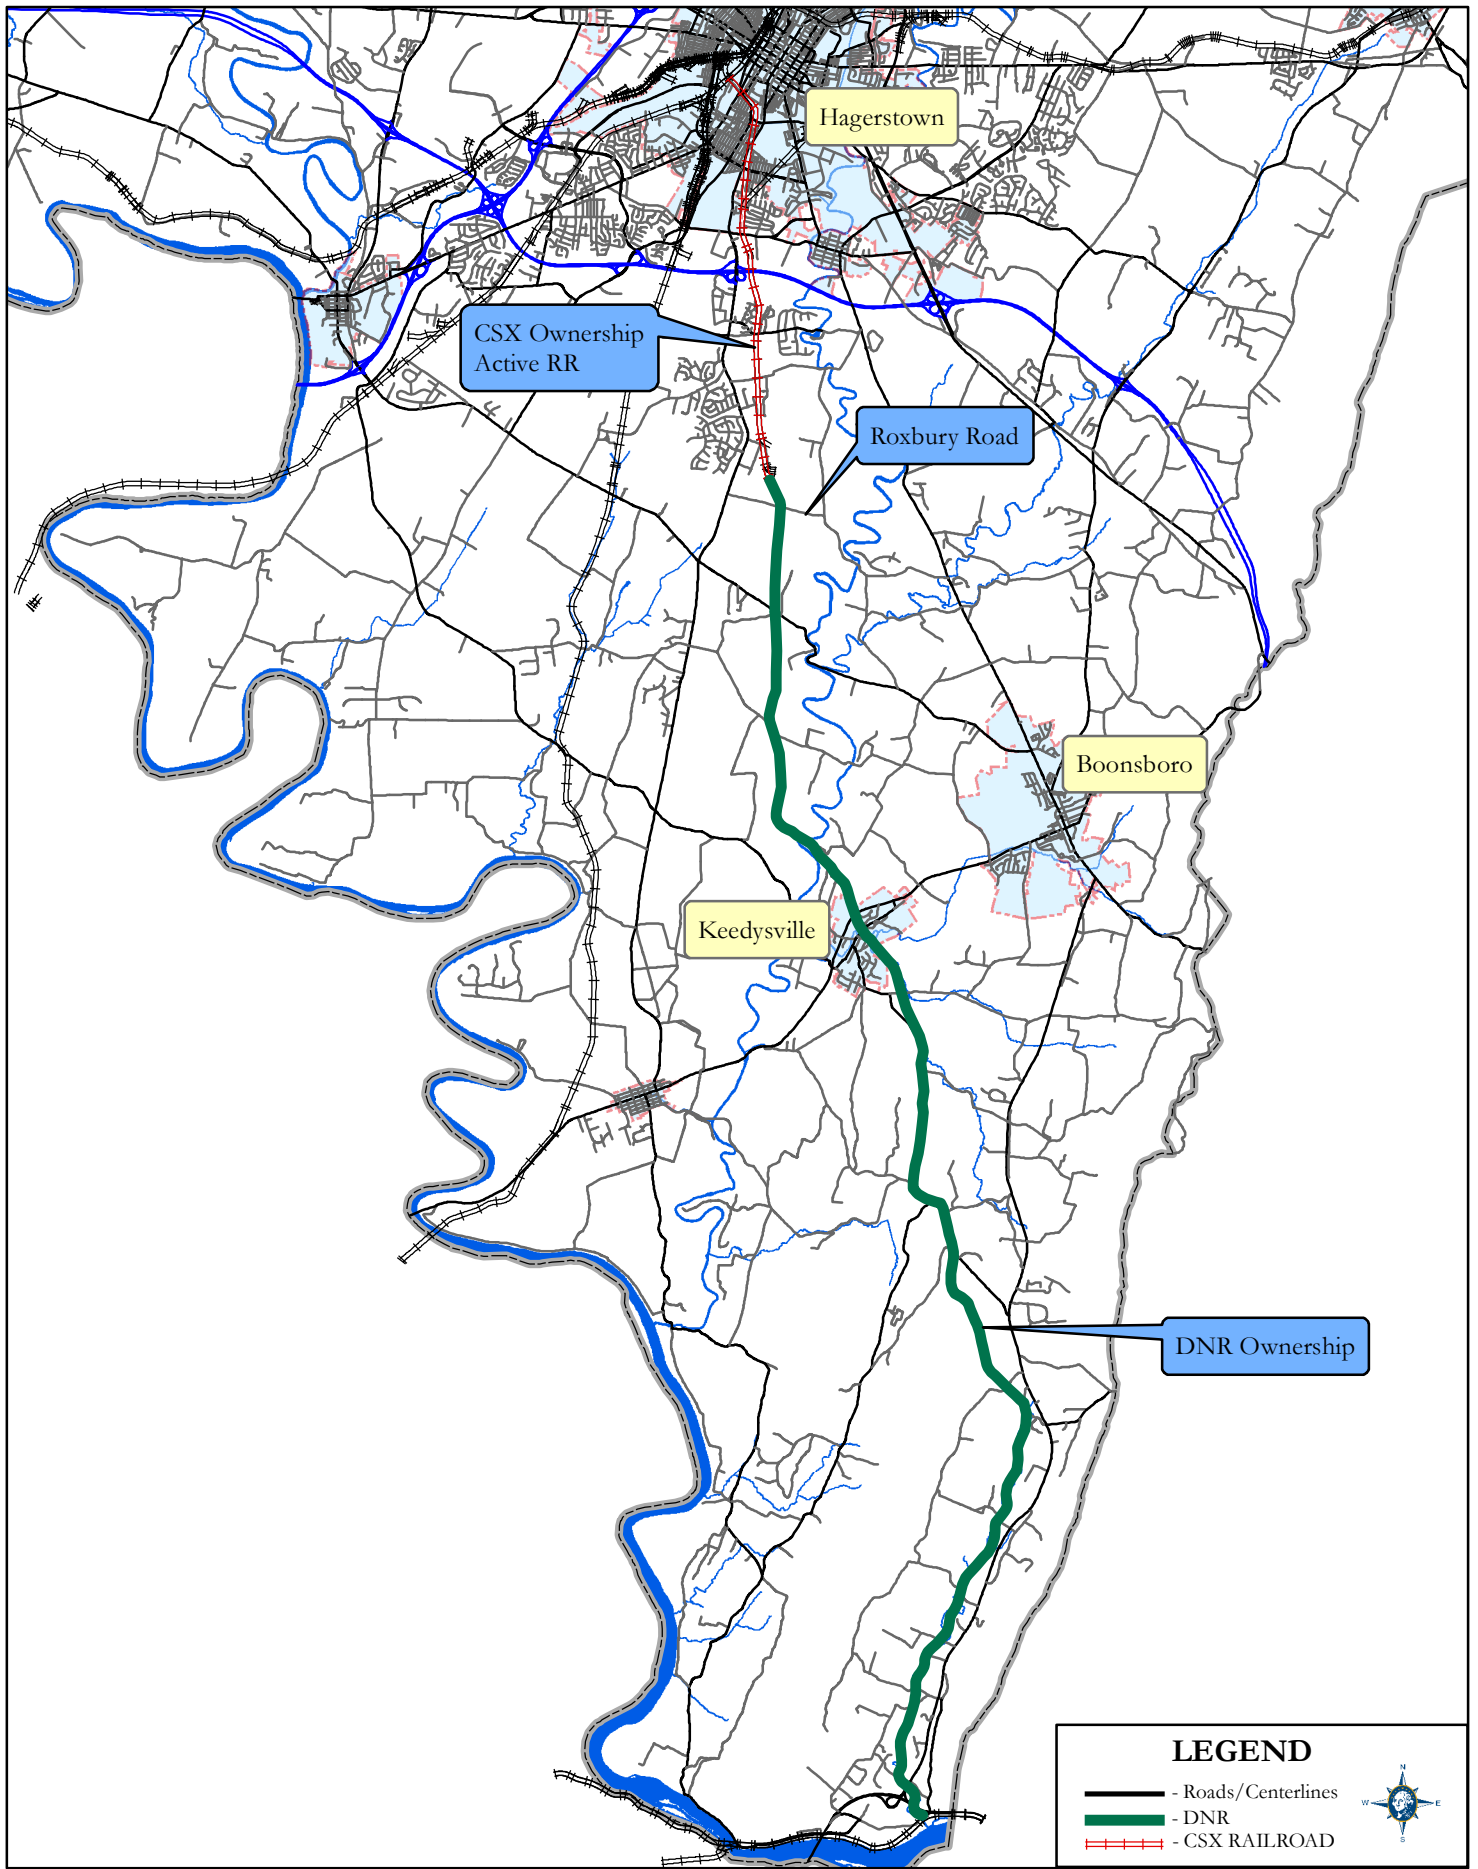 Hagerstown
CSX Ownership
Active RR
Roxbury Road
Boonsboro
Keedysville
DNR Ownership
LEGEND
- Roads/Centerlines
- DNR
- CSX RAILROAD
N
W E
S